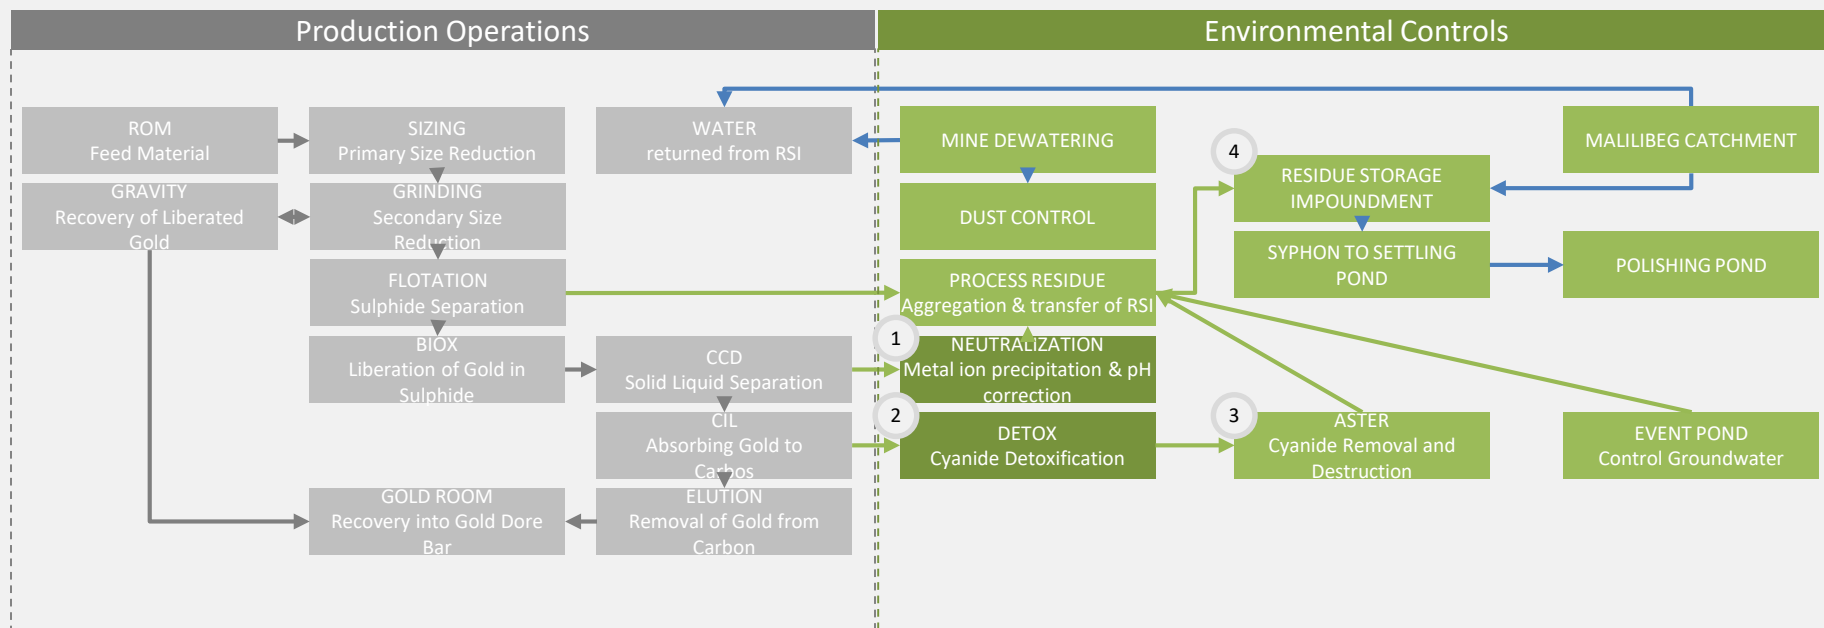 Production Operations
Environmental Controls
ROM
Feed Material
SIZING
Primary Size Reduction
WATER
returned from RSI
MINE DEWATERING
4
RESIDUE STORAGE
IMPOUNDMENT
MALILIBEG CATCHMENT
GRAVITY
Recovery of Liberated
Gold
GRINDING
Secondary Size
Reduction
DUST CONTROL
SYPHON TO SETTLING
POND
POLISHING POND
FLOTATION
Sulphide Separation
PROCESS RESIDUE
Aggregation & transfer of RSI
BIOX
Liberation of Gold in
Sulphide
CCD
Solid Liquid Separation
1
NEUTRALIZATION
Metal ion precipitation & pH
correction
CIL
Absorbing Gold to
Carbos
2
DETOX
Cyanide Detoxification
3
ASTER
Cyanide Removal and
Destruction
EVENT POND
Control Groundwater
GOLD ROOM
Recovery into Gold Dore
Bar
ELUTION
Removal of Gold from
Carbon